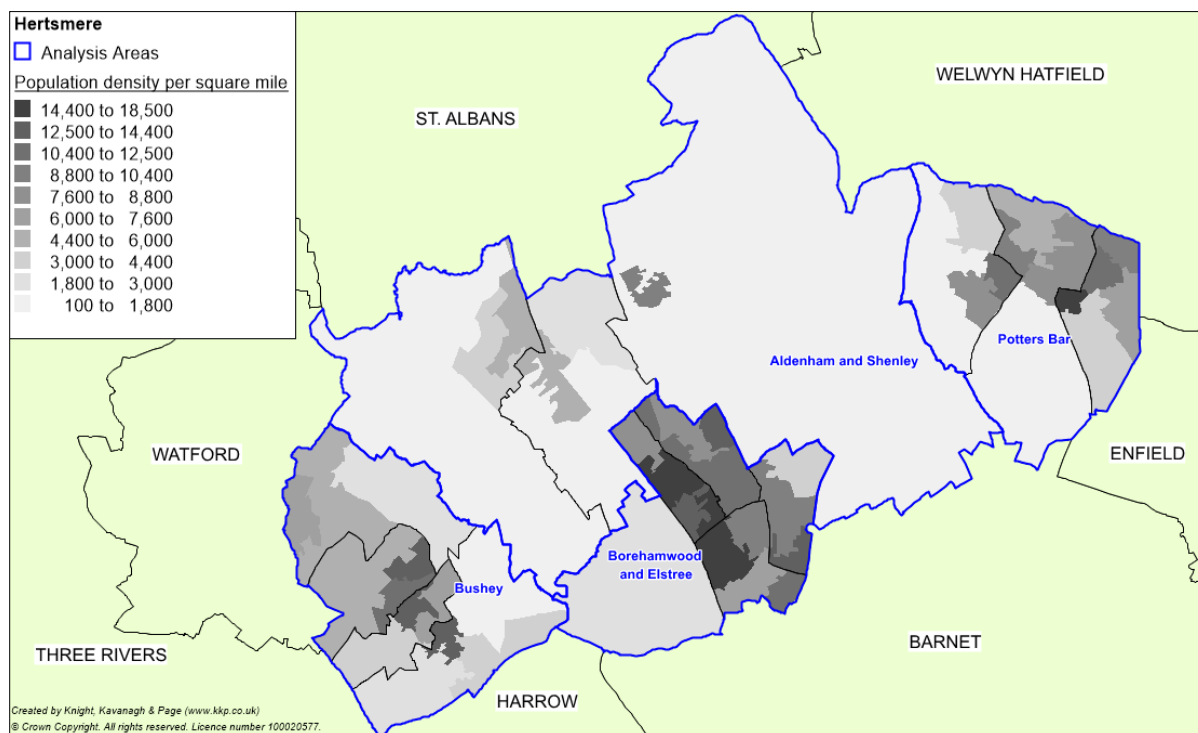 Hertsmere
Analysis Areas
Population density per square mile
14,400 to 18,500
12,500 to 14,400
10,400 to 12,500
8,800 to 10,400
7,600 to 8,800
6,000 to 7,600
4,400 to 6,000
3,000 to 4,400
1,800 to 3,000
100 to 1,800
ST. ALBANS
WELWYN HATFIELD
Potters Bar
Aldenham and Shenley
WATFORD
ENFIELD
Borehamwood
and Elstree
Bushey
THREE RIVERS
BARNET
HARROW
Created by Knight, Kavanagh & Page (www.kkp.co.uk)
© Crown Copyright. All rights reserved. Licence number 100020577.